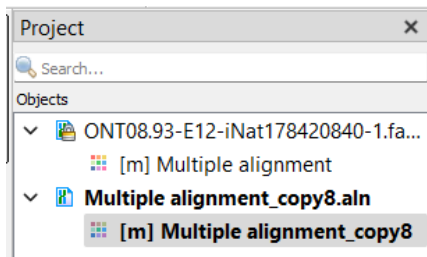 Project
Search...
Objects
ONT08.93-E12-iNat178420840-1.fa...
[m] Multiple alignment
Multiple alignment_copy8.aln
[m] Multiple alignment_copy8